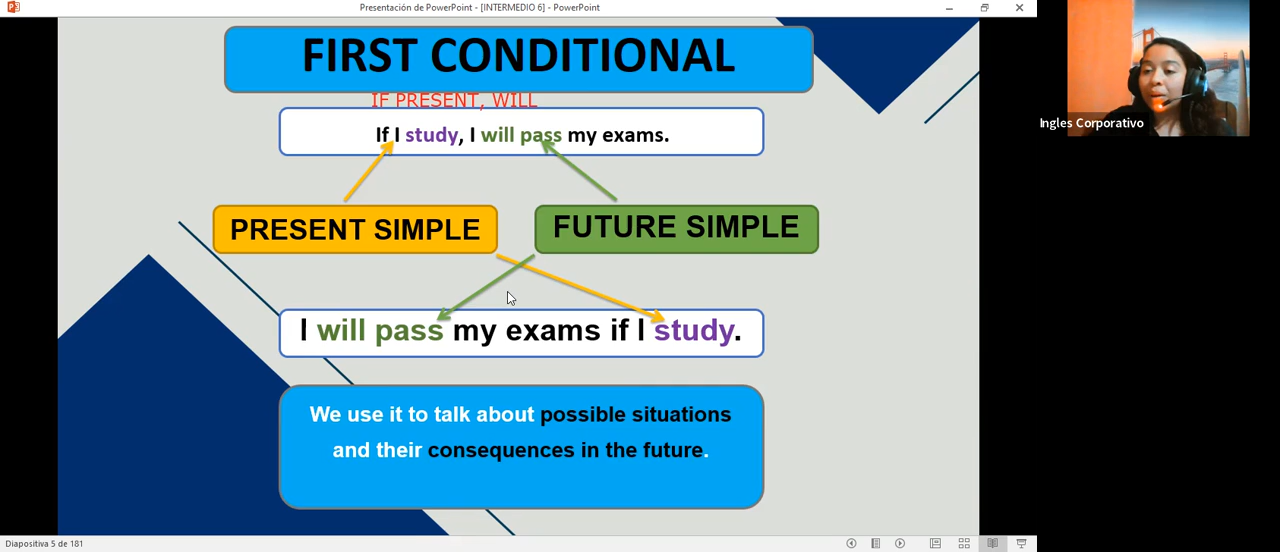 Presentación de PowerPoint - [INTERMEDIO 6] - PowerPoint
FIRST CONDITIONAL
IF PRESENT, WILL
If I study, I will pass my exams.
PRESENT SIMPLE
FUTURE SIMPLE
I will pass my exams if I study.
We use it to talk about possible situations
and their consequences in the future.
Ingles Corporativo
Diapositiva 5 de 181